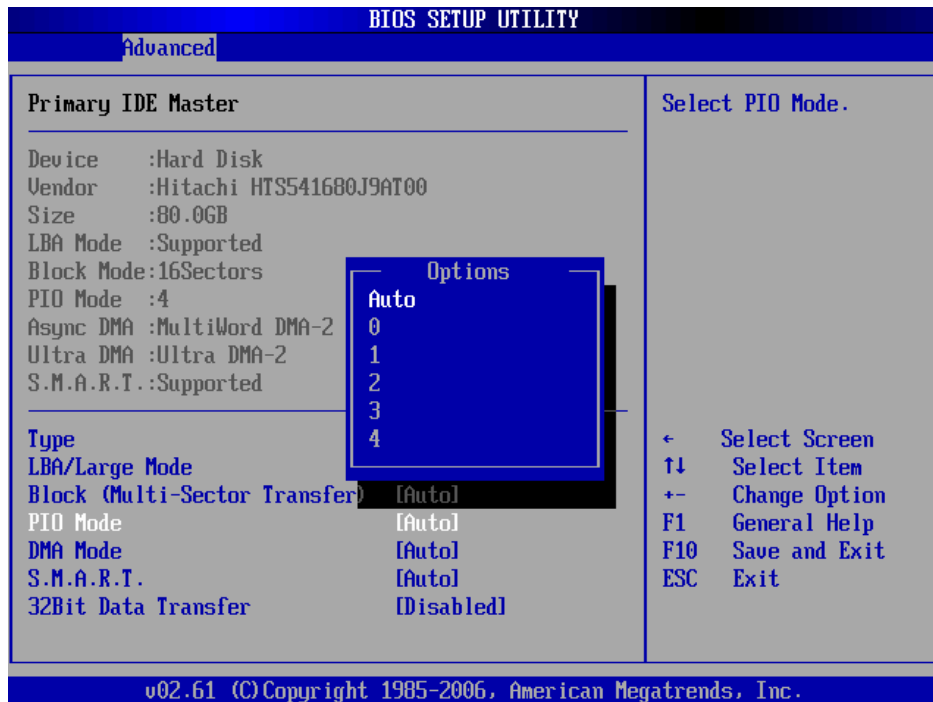 BIOS SETUP UTILITY
Advanced
Primary IDE Master
Device :Hard Disk
Vendor :Hitachi HTS541680J9AT00
Size :80.0GB
LBA Mode :Supported
Block Mode:16Sectors
PIO Mode :4
Async DMA :MultiWord DMA-2
Ultra DMA :Ultra DMA-2
S.M.A.R.T.:Supported
Type
LBA/Large Mode
Block (Multi-Sector Transfer) [Auto]
PIO Mode [Auto]
DMA Mode [Auto]
S.M.A.R.T. [Auto]
32Bit Data Transfer [Disabled]
Options
Auto
0
1
2
3
4
Select PIO Mode.
← Select Screen
↑↓ Select Item
+- Change Option
F1 General Help
F10 Save and Exit
ESC Exit
v02.61 (C)Copyright 1985-2006, American Megatrends, Inc.